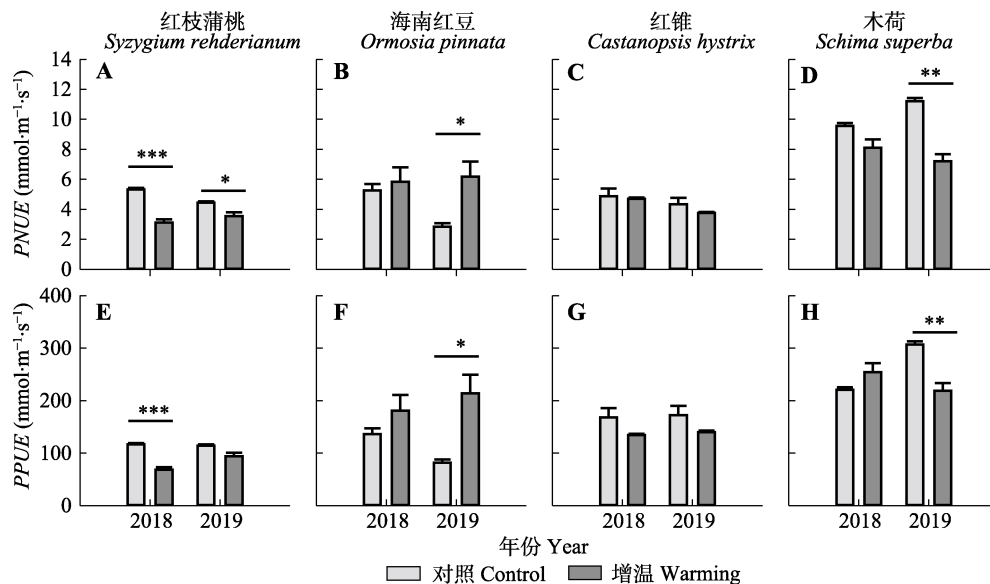 红枝蒲桃 海南红豆 红锥 木荷
Syzygium rehderianum Ormosia pinnata Castanopsis hystrix Schima superba
A B C D
14
12
10
8
6
4
2
0
PNUE (mmol·m⁻¹·s⁻¹)
*** * * **
E F G H
400
300
200
100
0
PPUE (mmol·m⁻¹·s⁻¹)
*** * **
2018 2019 2018 2019 2018 2019 2018 2019
年份 Year
对照 Control 增温 Warming